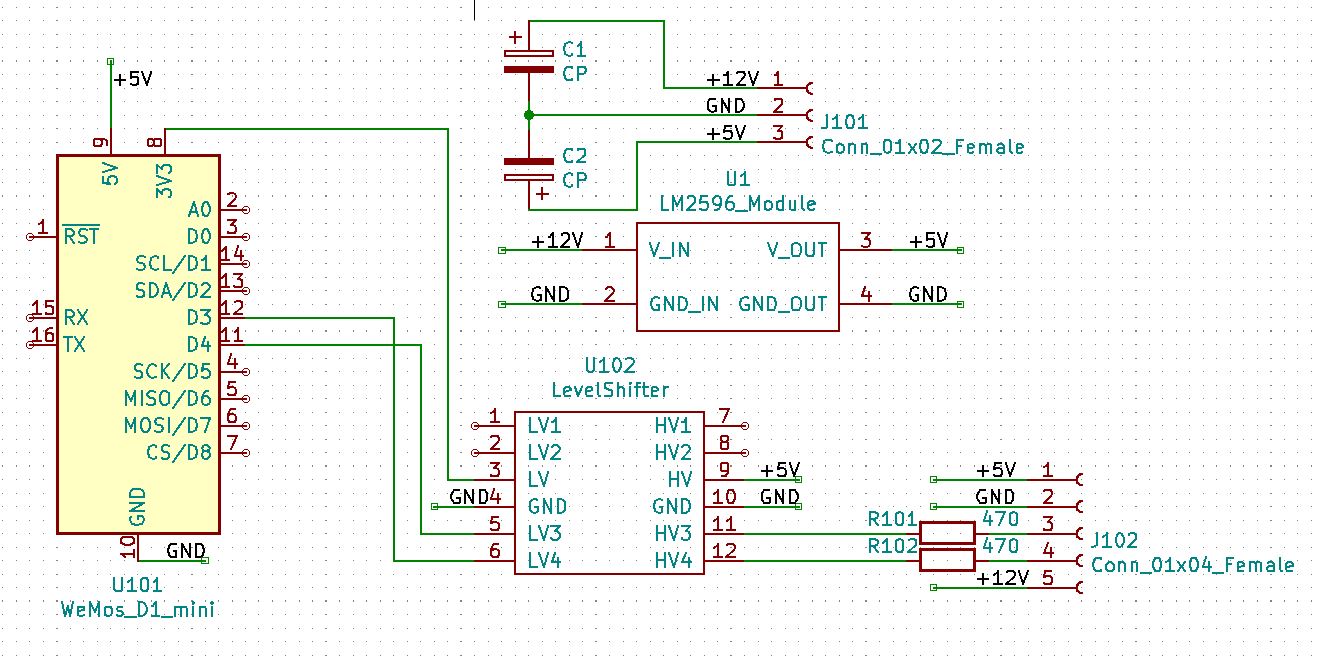 +5V
9
8
5V
3V3
A0
2
D0
3
1
RST
SCL/D1
14
SDA/D2
13
15
RX
D3
12
16
TX
D4
11
SCK/D5
4
MISO/D6
5
MOSI/D7
6
CS/D8
7
GND
10
GND
U101
WeMos_D1_mini
+
C1
CP
C2
CP
+
+12V 1
GND 2
+5V 3
J101
Conn_01x02_Female
U1
LM2596_Module
+12V 1 V_IN V_OUT 3 +5V
GND 2 GND_IN GND_OUT 4 GND
U102
LevelShifter
1 LV1 HV1 7
2 LV2 HV2 8
3 LV HV 9 +5V
GND 4 GND GND 10 GND
5 LV3 HV3 11
6 LV4 HV4 12
R101 470
R102 470
+5V 1
GND 2
3
4
+12V 5
J102
Conn_01x04_Female